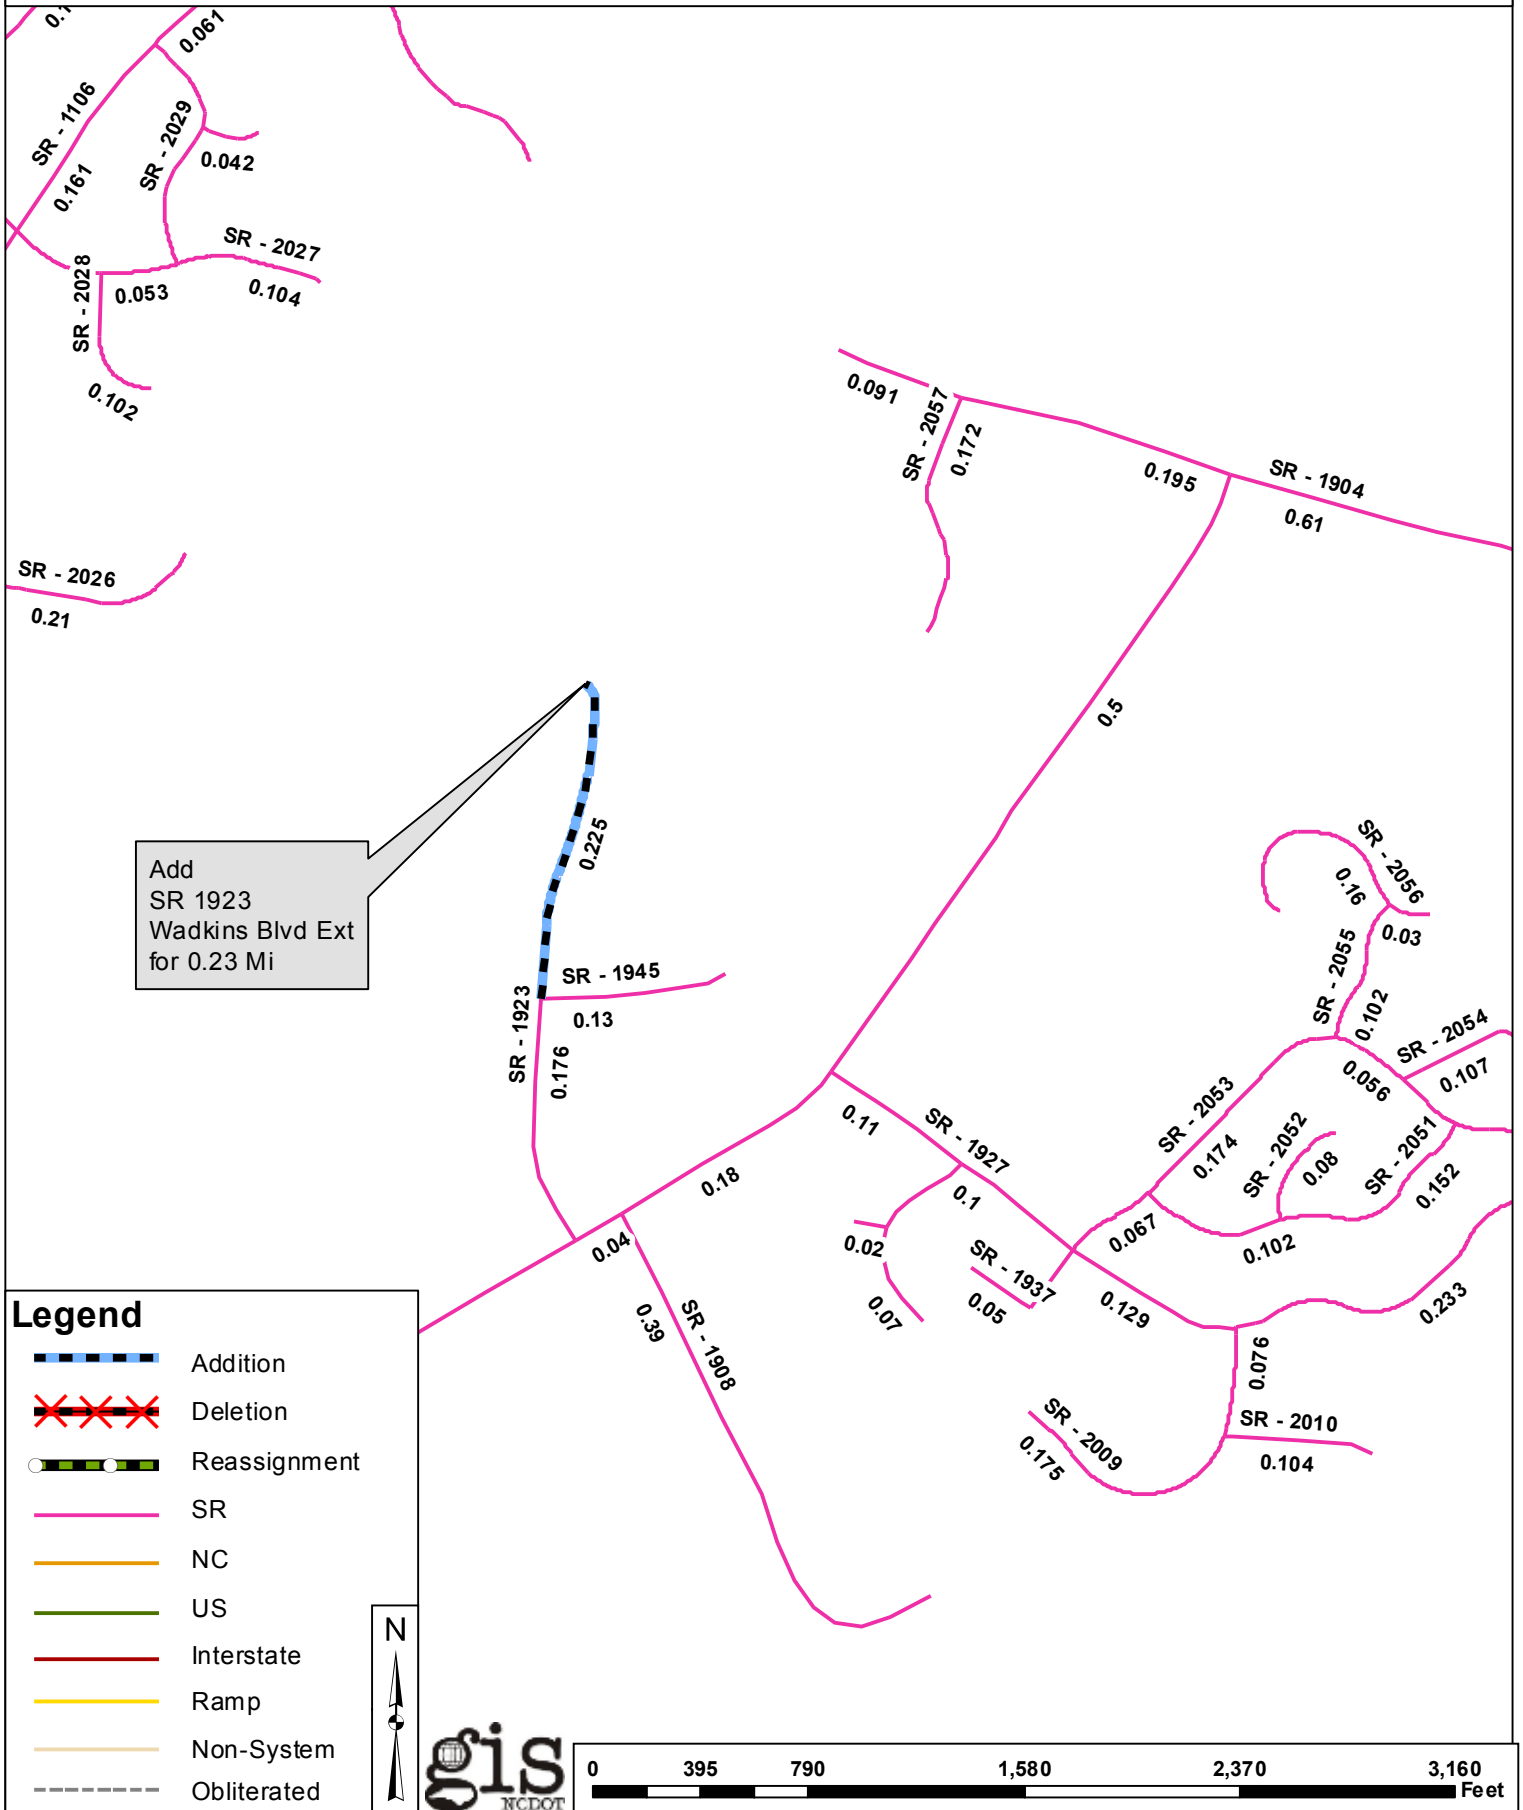 0.061
SR - 1106
0.161
SR - 2029
0.042
SR - 2027
0.104
SR - 2028
0.053
0.102
0.091
SR - 2057
0.172
0.195
SR - 1904
0.61
SR - 2026
0.21
0.5
0.225
Add
SR 1923
Wadkins Blvd Ext
for 0.23 Mi
SR - 1945
0.13
SR - 1923
0.176
SR - 2056
0.16
0.03
SR - 2055
0.102
SR - 2054
0.107
0.056
SR - 2053
0.174
SR - 2052
0.08
SR - 2051
0.152
0.11
SR - 1927
0.1
0.18
0.04
0.067
0.102
0.02
0.07
SR - 1937
0.05
0.129
0.233
0.076
0.39
SR - 1908
SR - 2009
0.175
SR - 2010
0.104
Legend
Addition
Deletion
Reassignment
SR
NC
US
Interstate
Ramp
Non-System
Obliterated
N
gis
NCDOT
0 395 790 1,580 2,370 3,160
Feet